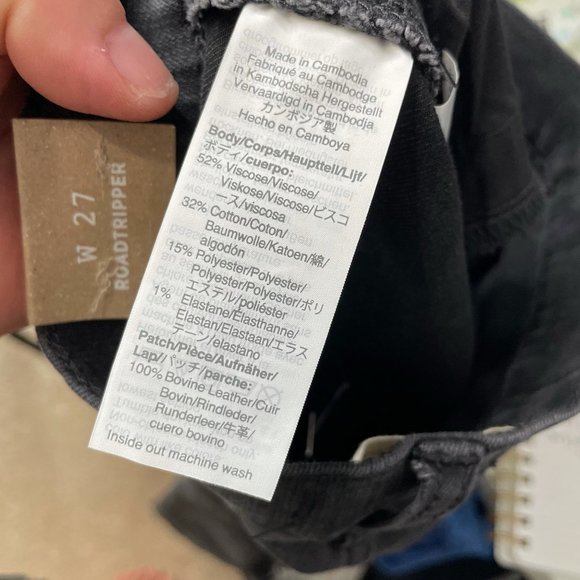 W 27
ROADTRIPPER
Made in Cambodia
Fabriqué au Cambodge
in Kambodscha Hergestellt
Vervaardigd in Cambodja
カンボジア製
Hecho en Camboya
Body/Corps/Hauptteil/Lijf/
ボディ/cuerpo:
52% Viscose/Viscose/
Viskose/Viscose/ビスコ
ース/viscosa
32% Cotton/Coton/
Baumwolle/Katoen/綿/
algodón
15% Polyester/Polyester/
Polyester/Polyester/ポリ
エステル/poliéster
1% Elastane/Élasthanne/
Elastan/Elastaan/エラス
テーン/elastano
Patch/Pièce/Aufnäher/
Lap/パッチ/parche:
100% Bovine Leather/Cuir
Bovin/Rindleder/
Runderleer/牛革/
cuero bovino
Inside out machine wash